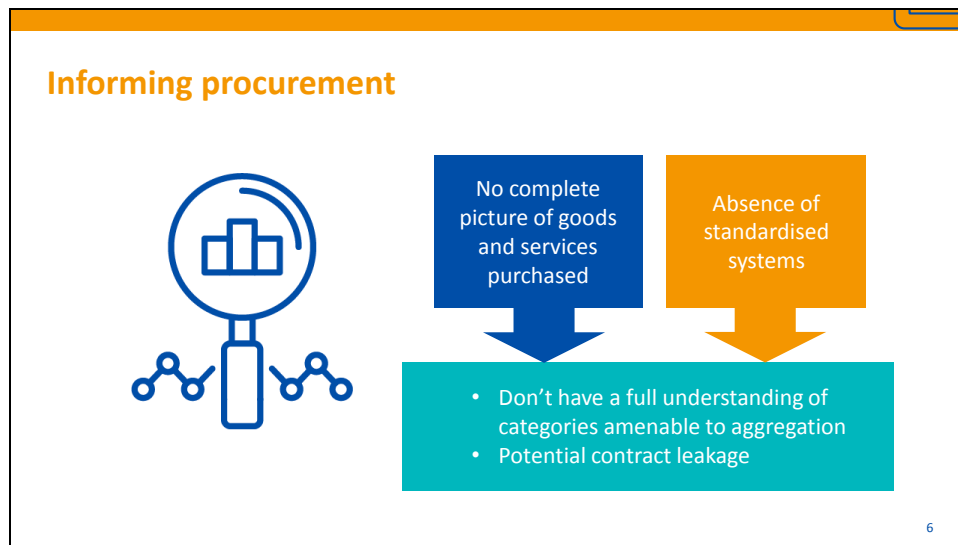 Informing procurement
No complete
picture of goods
and services
purchased
Absence of
standardised
systems
• Don’t have a full understanding of
categories amenable to aggregation
• Potential contract leakage
6